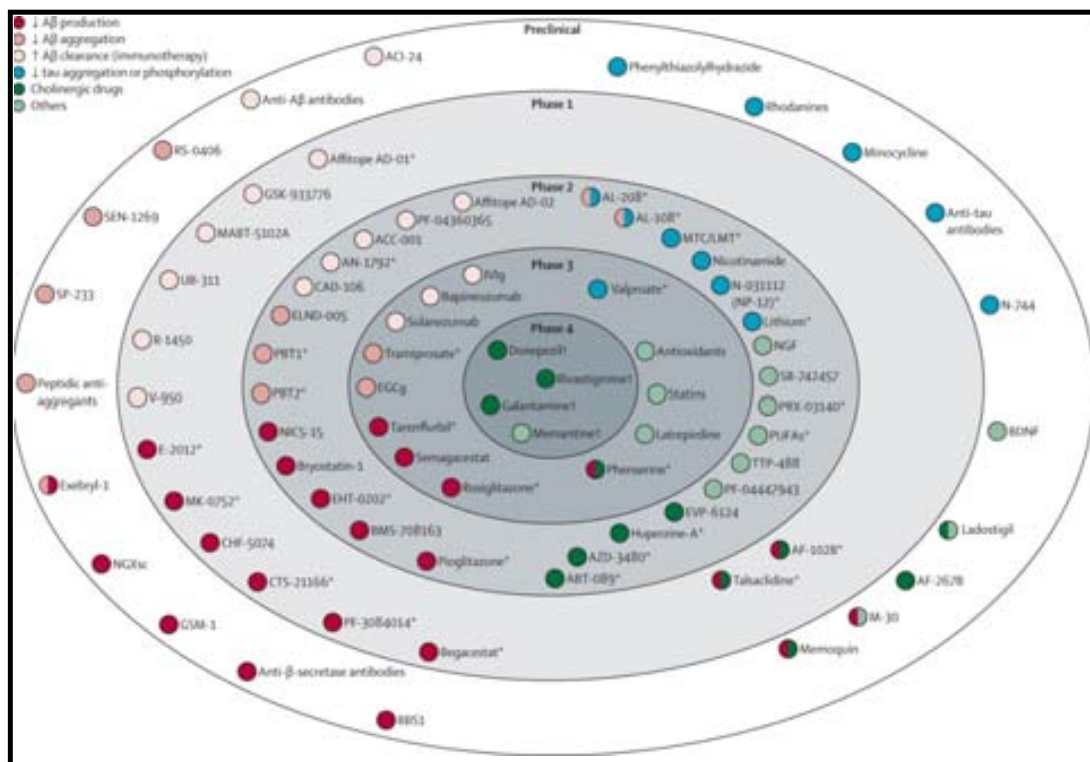 ↓ Aβ production
↓ Aβ aggregation
↑ Aβ clearance (immunotherapy)
↓ tau aggregation or phosphorylation
Cholinergic drugs
Others
Preclinical
ACI-24
Phenylthiazolylhydrazide
Anti-Aβ antibodies
Rhodanines
Phase 1
RS-0406
Affitope AD-01*
Minocycline
Phase 2
GSK-933776
Affitope AD-02
AL-208*
SEN-1269
PF-04360365
AL-108*
Anti-tau
antibodies
MABT-5102A
ACC-001
MTC/LMT*
AN-1792*
Nicotinamide
Phase 3
UB-311
IVIg
CAD-106
Valproate*
N-031112
(NP-12)*
SP-233
Bapineuzumab
N-744
ELND-005
Solanezumab
Lithium*
Phase 4
R-1450
NGF
PBT1*
Tramiprosate*
Donepezil†
Antioxidants
SB-742457
Peptidic anti-
aggregants
EGCg
Rivastigmine†
PBT2*
Statins
V-950
Galantamine†
PRX-03140*
NICS-15
Tarenflurbil*
Memantine†
Latrepirdine
PUFAs*
BDNF
E-2012*
Semagacestat
Phenserine*
TTP-488
Bryostatin-1
Exebryl-1
Rosiglitazone*
PF-04447943
MK-0752*
EHT-0202*
EVP-6124
BMS-708163
Huperzine-A*
Ladostigil
CHF-5074
Pioglitazone*
AZD-3480*
AF-102B*
NGX
CTS-21166*
ABT-089*
Talsaclidine*
AF-267B
GSM-1
PF-3084014*
IM-30
Begacestat*
Memoquin
Anti-β-secretase antibodies
BBS1